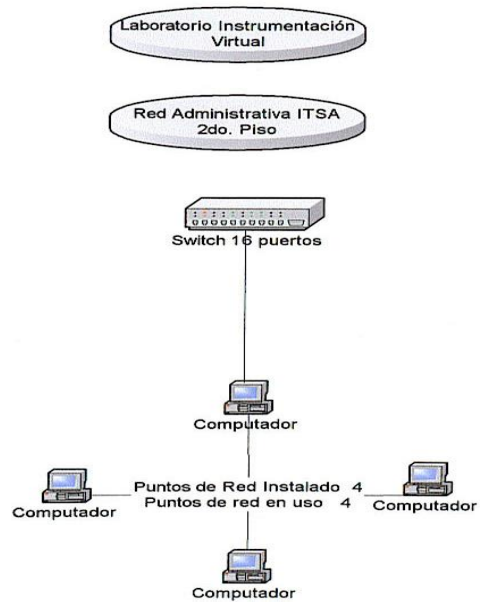 Laboratorio Instrumentación
Virtual
Red Administrativa ITSA
2do. Piso
Switch 16 puertos
Computador
Puntos de Red Instalado 4
Puntos de red en uso 4
Computador
Computador
Computador